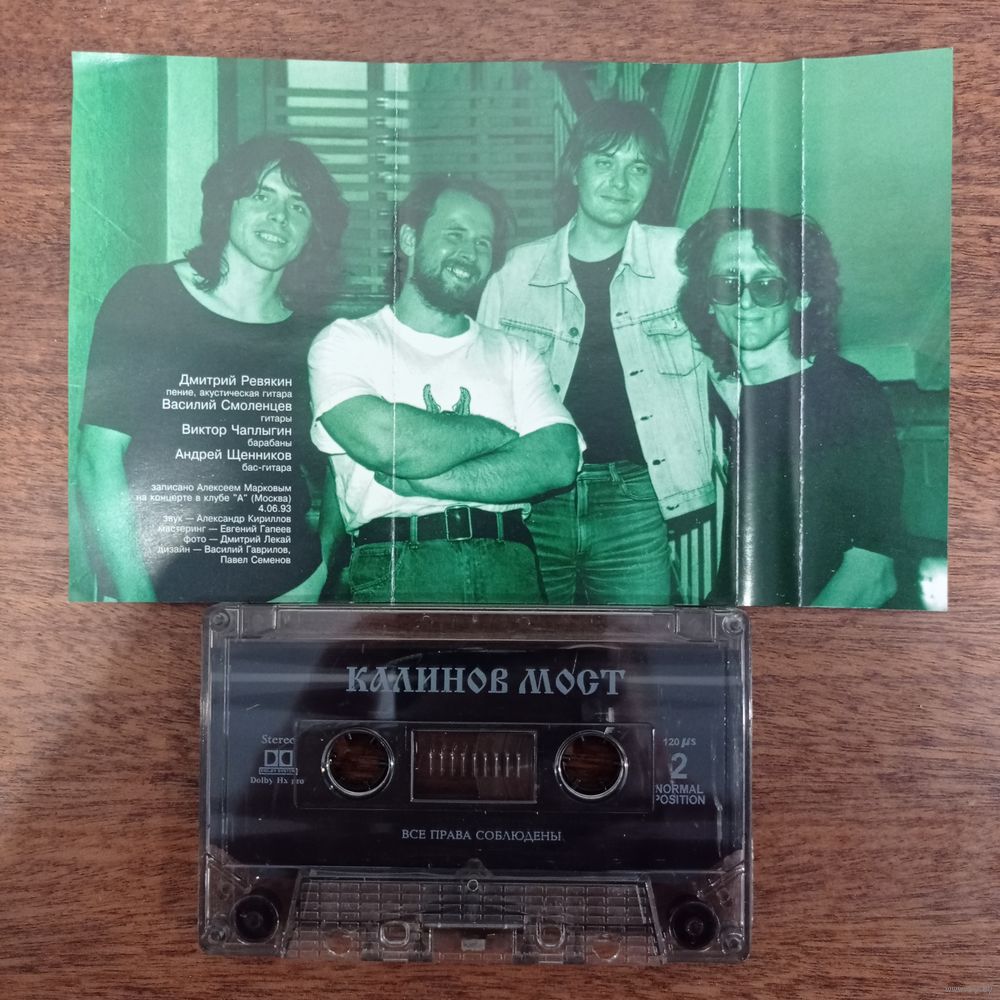 Дмитрий Ревякин
пение, акустическая гитара
Василий Смоленцев
гитары
Виктор Чаплыгин
барабаны
Андрей Щенников
бас-гитара
записано Алексеем Марковым
на концерте в клубе "А" (Москва)
4.06.93
звук — Александр Кириллов
мастеринг — Евгений Гапеев
фото — Дмитрий Лекай
дизайн — Василий Гаврилов,
Павел Семенов
КАЛИНОВ МОСТ
Stereo
DOLBY SYSTEM
Dolby Hx pro
120 µs
2
NORMAL
POSITION
ВСЕ ПРАВА СОБЛЮДЕНЫ